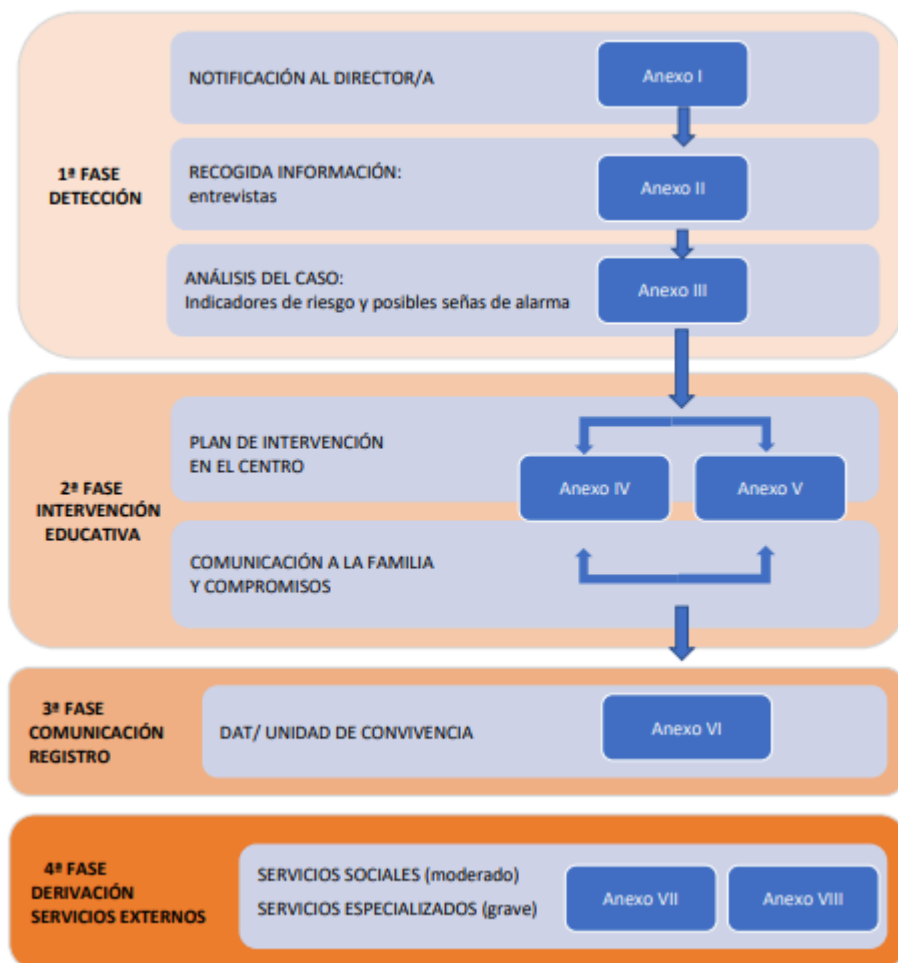 1ª FASE
DETECCIÓN
NOTIFICACIÓN AL DIRECTOR/A
Anexo I
RECOGIDA INFORMACIÓN:
entrevistas
Anexo II
ANÁLISIS DEL CASO:
Indicadores de riesgo y posibles señas de alarma
Anexo III
2ª FASE
INTERVENCIÓN
EDUCATIVA
PLAN DE INTERVENCIÓN
EN EL CENTRO
Anexo IV
Anexo V
COMUNICACIÓN A LA FAMILIA
Y COMPROMISOS
3ª FASE
COMUNICACIÓN
REGISTRO
DAT/ UNIDAD DE CONVIVENCIA
Anexo VI
4ª FASE
DERIVACIÓN
SERVICIOS EXTERNOS
SERVICIOS SOCIALES (moderado)
SERVICIOS ESPECIALIZADOS (grave)
Anexo VII
Anexo VIII